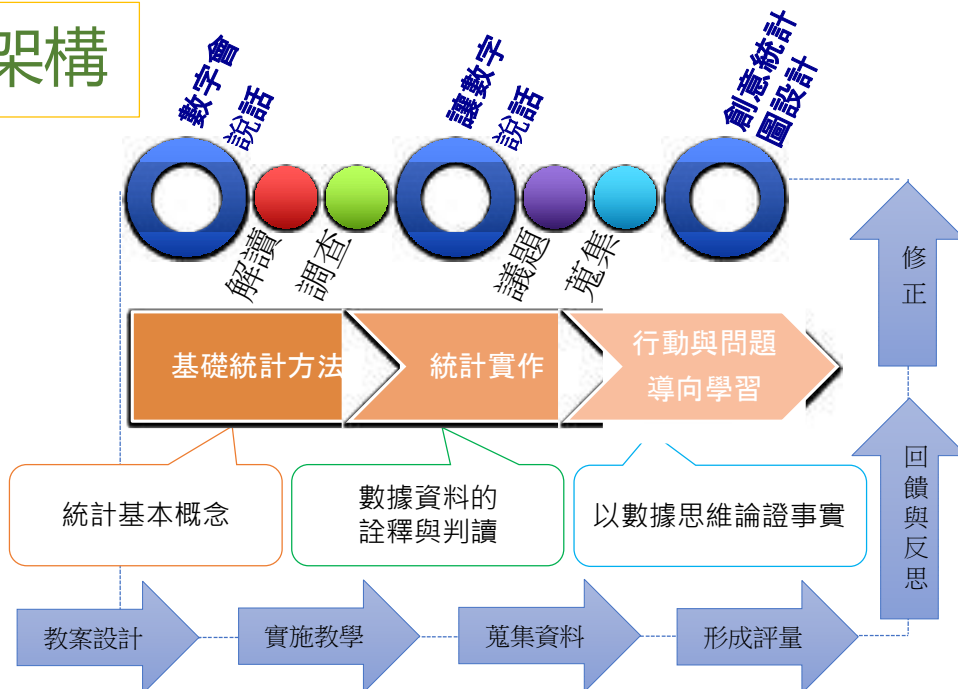 架構
數字會
說話
讓數字
說話
創意統計
圖設計
解讀
調查
議題
蒐集
基礎統計方法
統計實作
行動與問題
導向學習
修正
統計基本概念
數據資料的
詮釋與判讀
以數據思維論證事實
回饋與反思
教案設計
實施教學
蒐集資料
形成評量